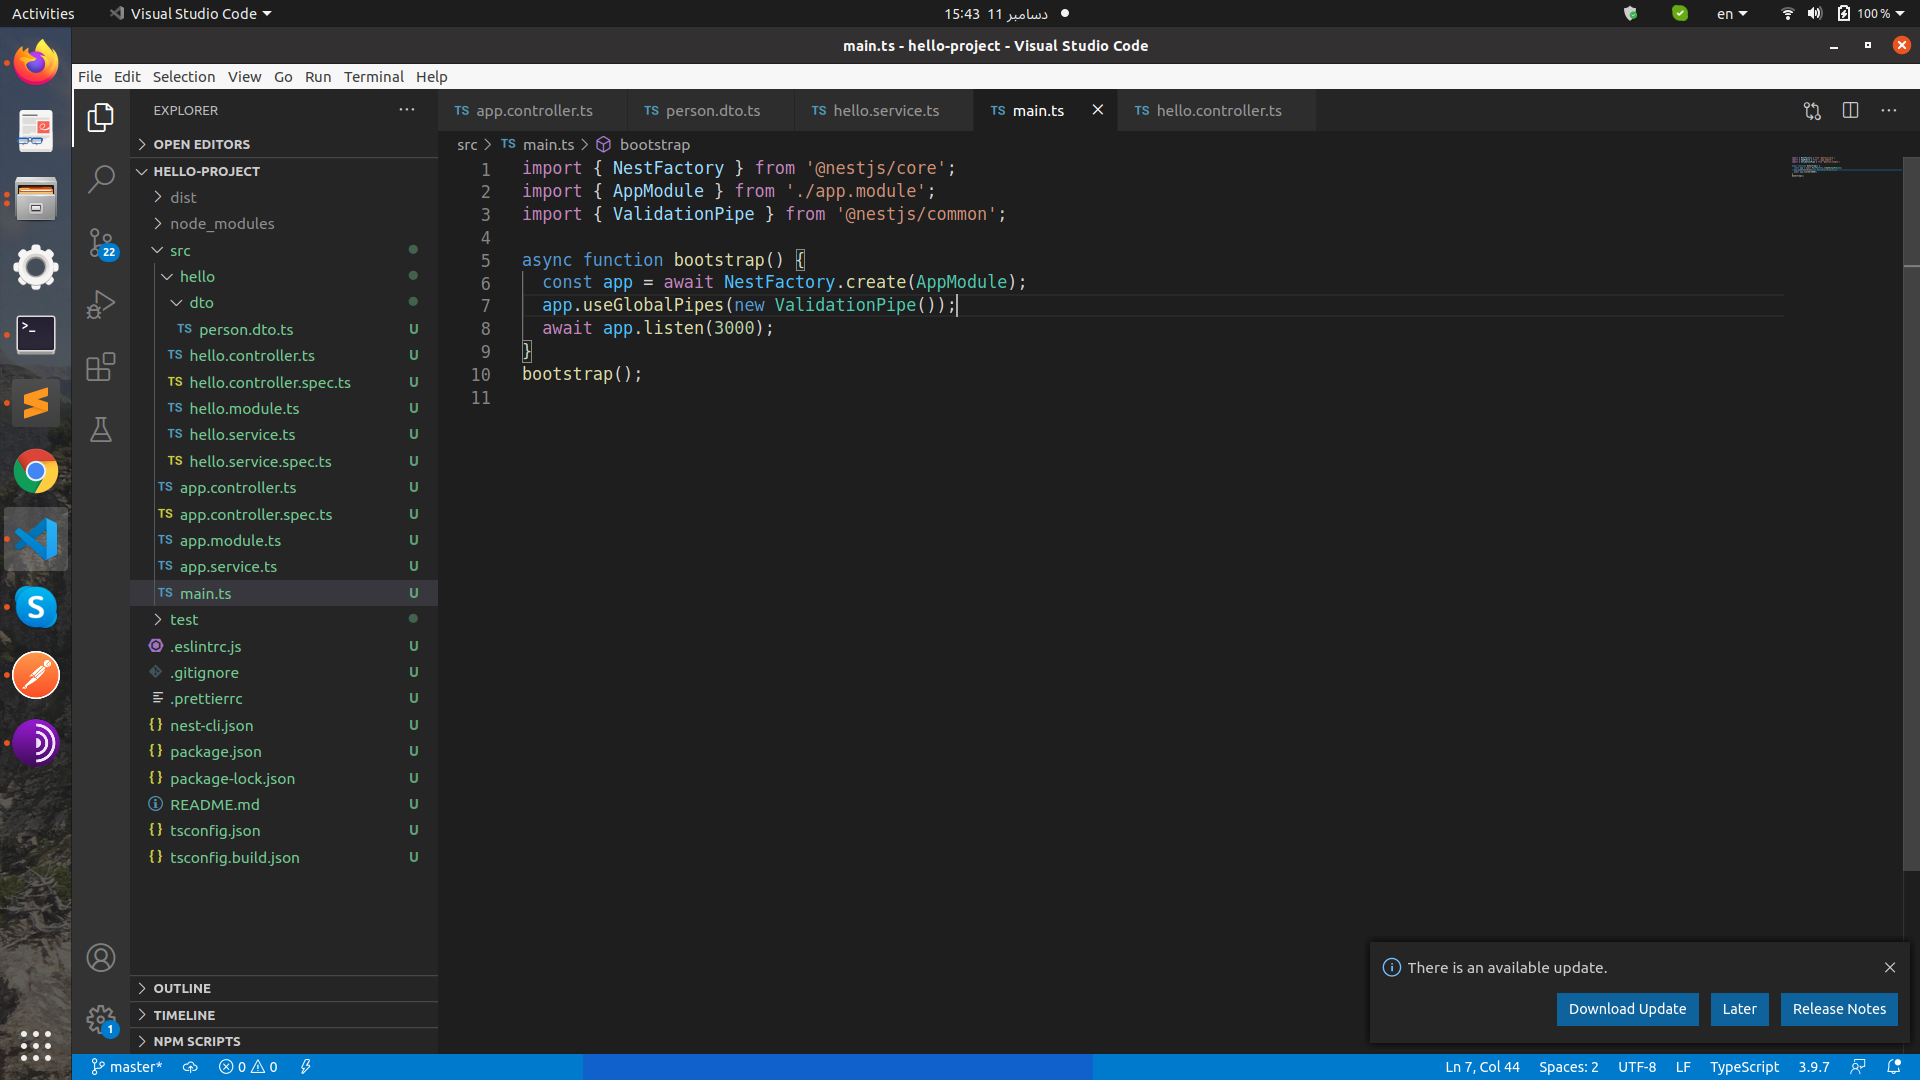 Activities
Visual Studio Code
15:43 11 دسامبر
en
100 %
main.ts - hello-project - Visual Studio Code
File Edit Selection View Go Run Terminal Help
EXPLORER
OPEN EDITORS
HELLO-PROJECT
dist
node_modules
src
hello
dto
TS person.dto.ts U
TS hello.controller.ts U
TS hello.controller.spec.ts U
TS hello.module.ts U
TS hello.service.ts U
TS hello.service.spec.ts U
TS app.controller.ts U
TS app.controller.spec.ts U
TS app.module.ts U
TS app.service.ts U
TS main.ts U
test
.eslintrc.js U
.gitignore U
.prettierrc U
{} nest-cli.json U
{} package.json U
{} package-lock.json U
README.md U
{} tsconfig.json U
{} tsconfig.build.json U
OUTLINE
TIMELINE
NPM SCRIPTS
22
1
TS app.controller.ts TS person.dto.ts TS hello.service.ts TS main.ts TS hello.controller.ts
src > TS main.ts > bootstrap
1 import { NestFactory } from '@nestjs/core';
2 import { AppModule } from './app.module';
3 import { ValidationPipe } from '@nestjs/common';
4
5 async function bootstrap() {
6 const app = await NestFactory.create(AppModule);
7 app.useGlobalPipes(new ValidationPipe());
8 await app.listen(3000);
9 }
10 bootstrap();
11
There is an available update.
Download Update Later Release Notes
master* 0 0 Ln 7, Col 44 Spaces: 2 UTF-8 LF TypeScript 3.9.7